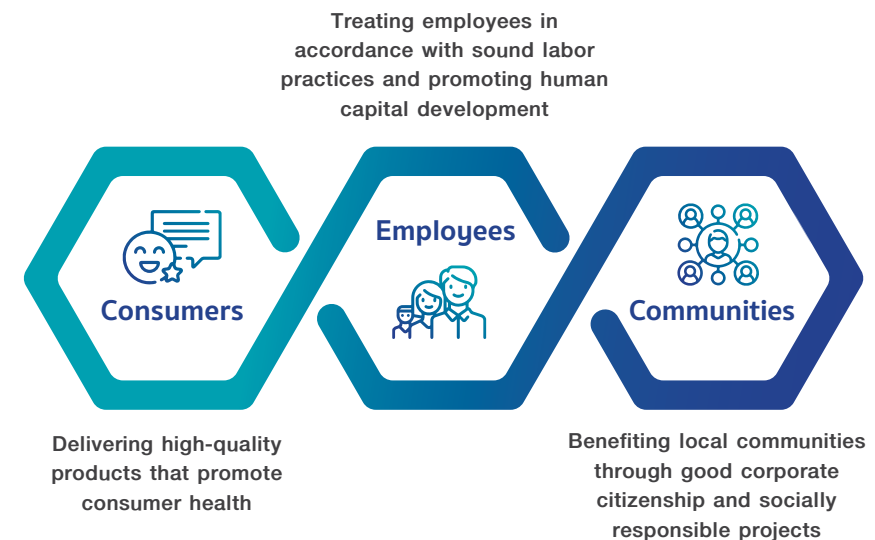 Treating employees in
accordance with sound labor
practices and promoting human
capital development
Consumers
Employees
Communities
Delivering high-quality
products that promote
consumer health
Benefiting local communities
through good corporate
citizenship and socially
responsible projects